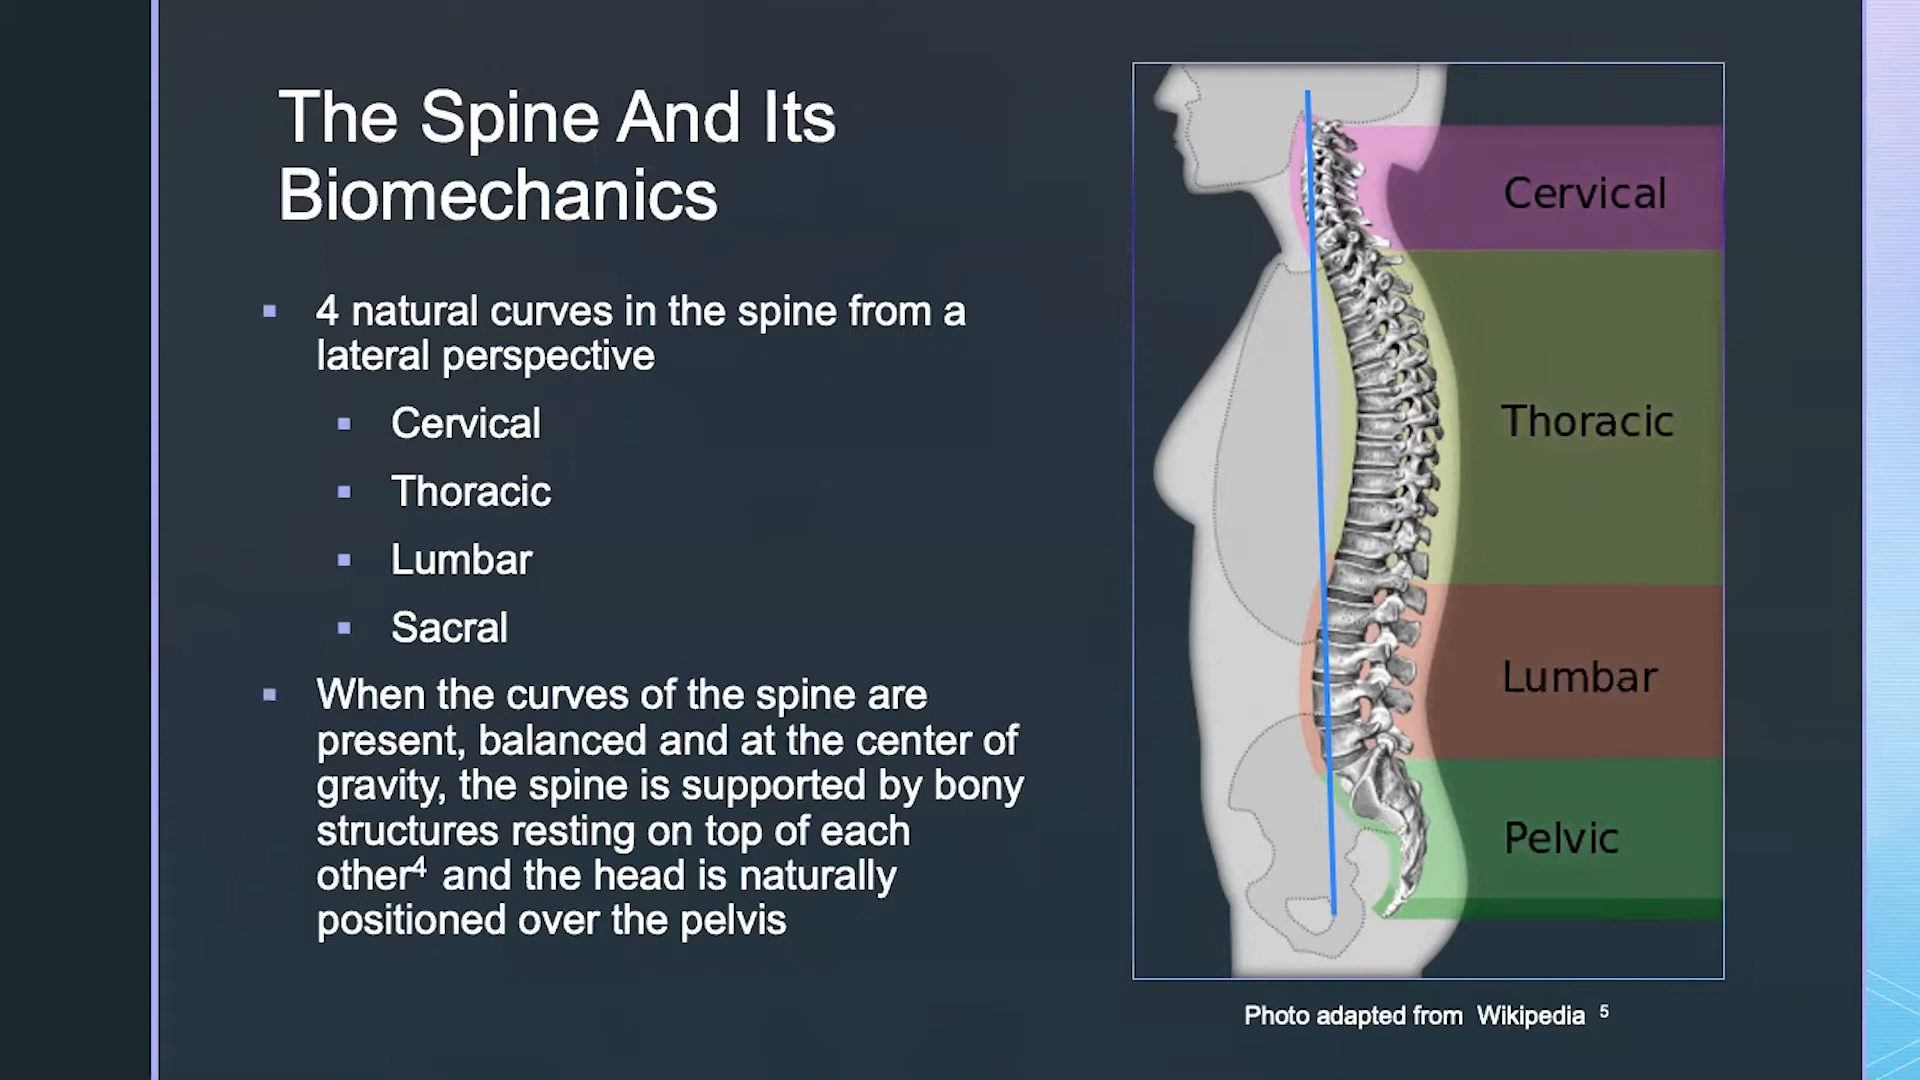 The Spine And Its
Biomechanics
▪ 4 natural curves in the spine from a
lateral perspective
▪ Cervical
▪ Thoracic
▪ Lumbar
▪ Sacral
▪ When the curves of the spine are
present, balanced and at the center of
gravity, the spine is supported by bony
structures resting on top of each
other⁴ and the head is naturally
positioned over the pelvis
Cervical
Thoracic
Lumbar
Pelvic
Photo adapted from Wikipedia ⁵